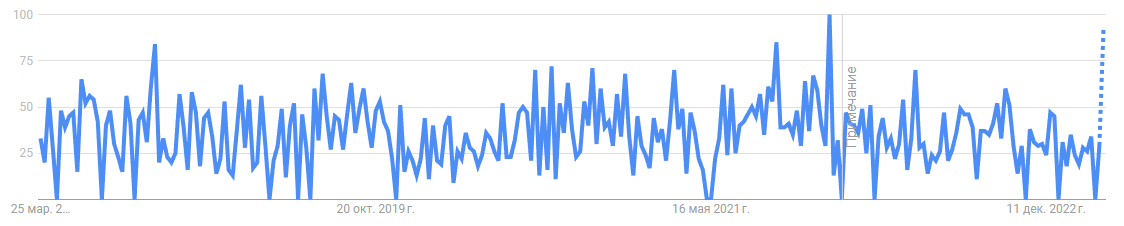 100
75
50
25
Примечание
25 мар. 2...
20 окт. 2019 г.
16 мая 2021 г.
11 дек. 2022 г.